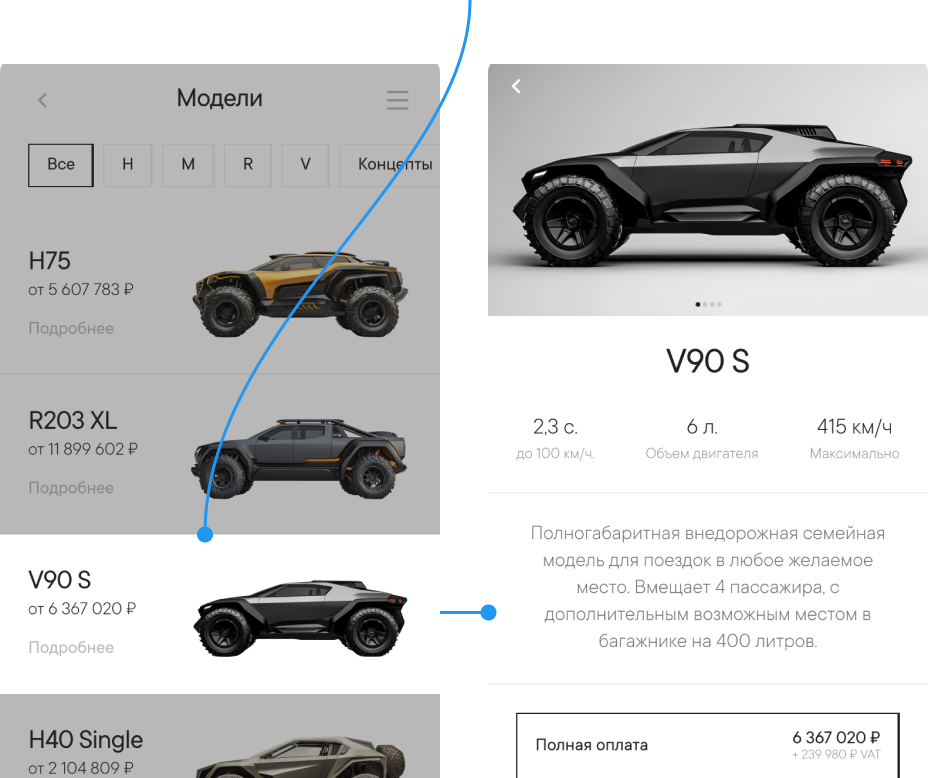 Модели
Все
H
M
R
V
Концепты
H75
от 5 607 783 ₽
Подробнее
R203 XL
от 11 899 602 ₽
Подробнее
V90 S
от 6 367 020 ₽
Подробнее
H40 Single
от 2 104 809 ₽
V90 S
2,3 с.
до 100 км/ч.
6 л.
Объем двигателя
415 км/ч
Максимально
Полногабаритная внедорожная семейная
модель для поездок в любое желаемое
место. Вмещает 4 пассажира, с
дополнительным возможным местом в
багажнике на 400 литров.
Полная оплата
6 367 020 ₽
+ 239 980 ₽ VAT